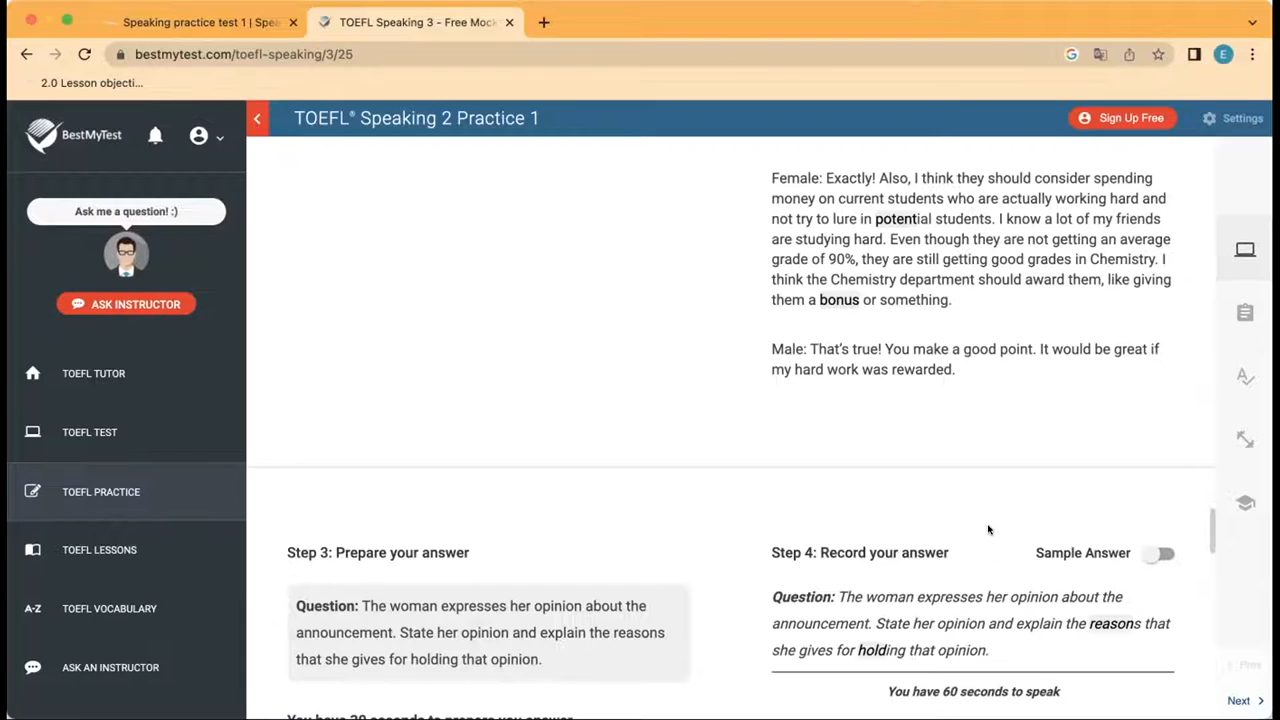 Speaking practice test 1 | Spea
TOEFL Speaking 3 - Free Mock
bestmytest.com/toefl-speaking/3/25
E
2.0 Lesson objecti...
BestMyTest
TOEFL® Speaking 2 Practice 1
Sign Up Free
Settings
Ask me a question! :)
ASK INSTRUCTOR
TOEFL TUTOR
TOEFL TEST
TOEFL PRACTICE
TOEFL LESSONS
A-Z TOEFL VOCABULARY
ASK AN INSTRUCTOR
Female: Exactly! Also, I think they should consider spending
money on current students who are actually working hard and
not try to lure in potential students. I know a lot of my friends
are studying hard. Even though they are not getting an average
grade of 90%, they are still getting good grades in Chemistry. I
think the Chemistry department should award them, like giving
them a bonus or something.
Male: That's true! You make a good point. It would be great if
my hard work was rewarded.
Step 3: Prepare your answer
Question: The woman expresses her opinion about the
announcement. State her opinion and explain the reasons
that she gives for holding that opinion.
Step 4: Record your answer
Sample Answer
Question: The woman expresses her opinion about the
announcement. State her opinion and explain the reasons that
she gives for holding that opinion.
You have 60 seconds to speak
Prev
Next